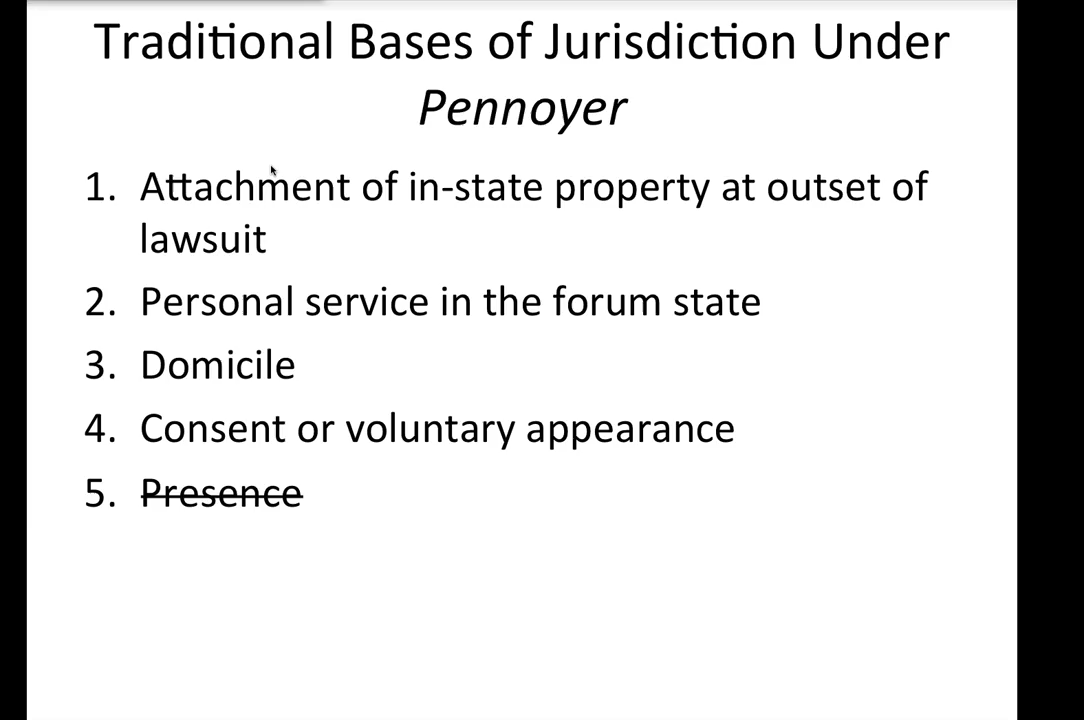 Traditional Bases of Jurisdiction Under
Pennoyer
1. Attachment of in-state property at outset of
lawsuit
2. Personal service in the forum state
3. Domicile
4. Consent or voluntary appearance
5. Presence